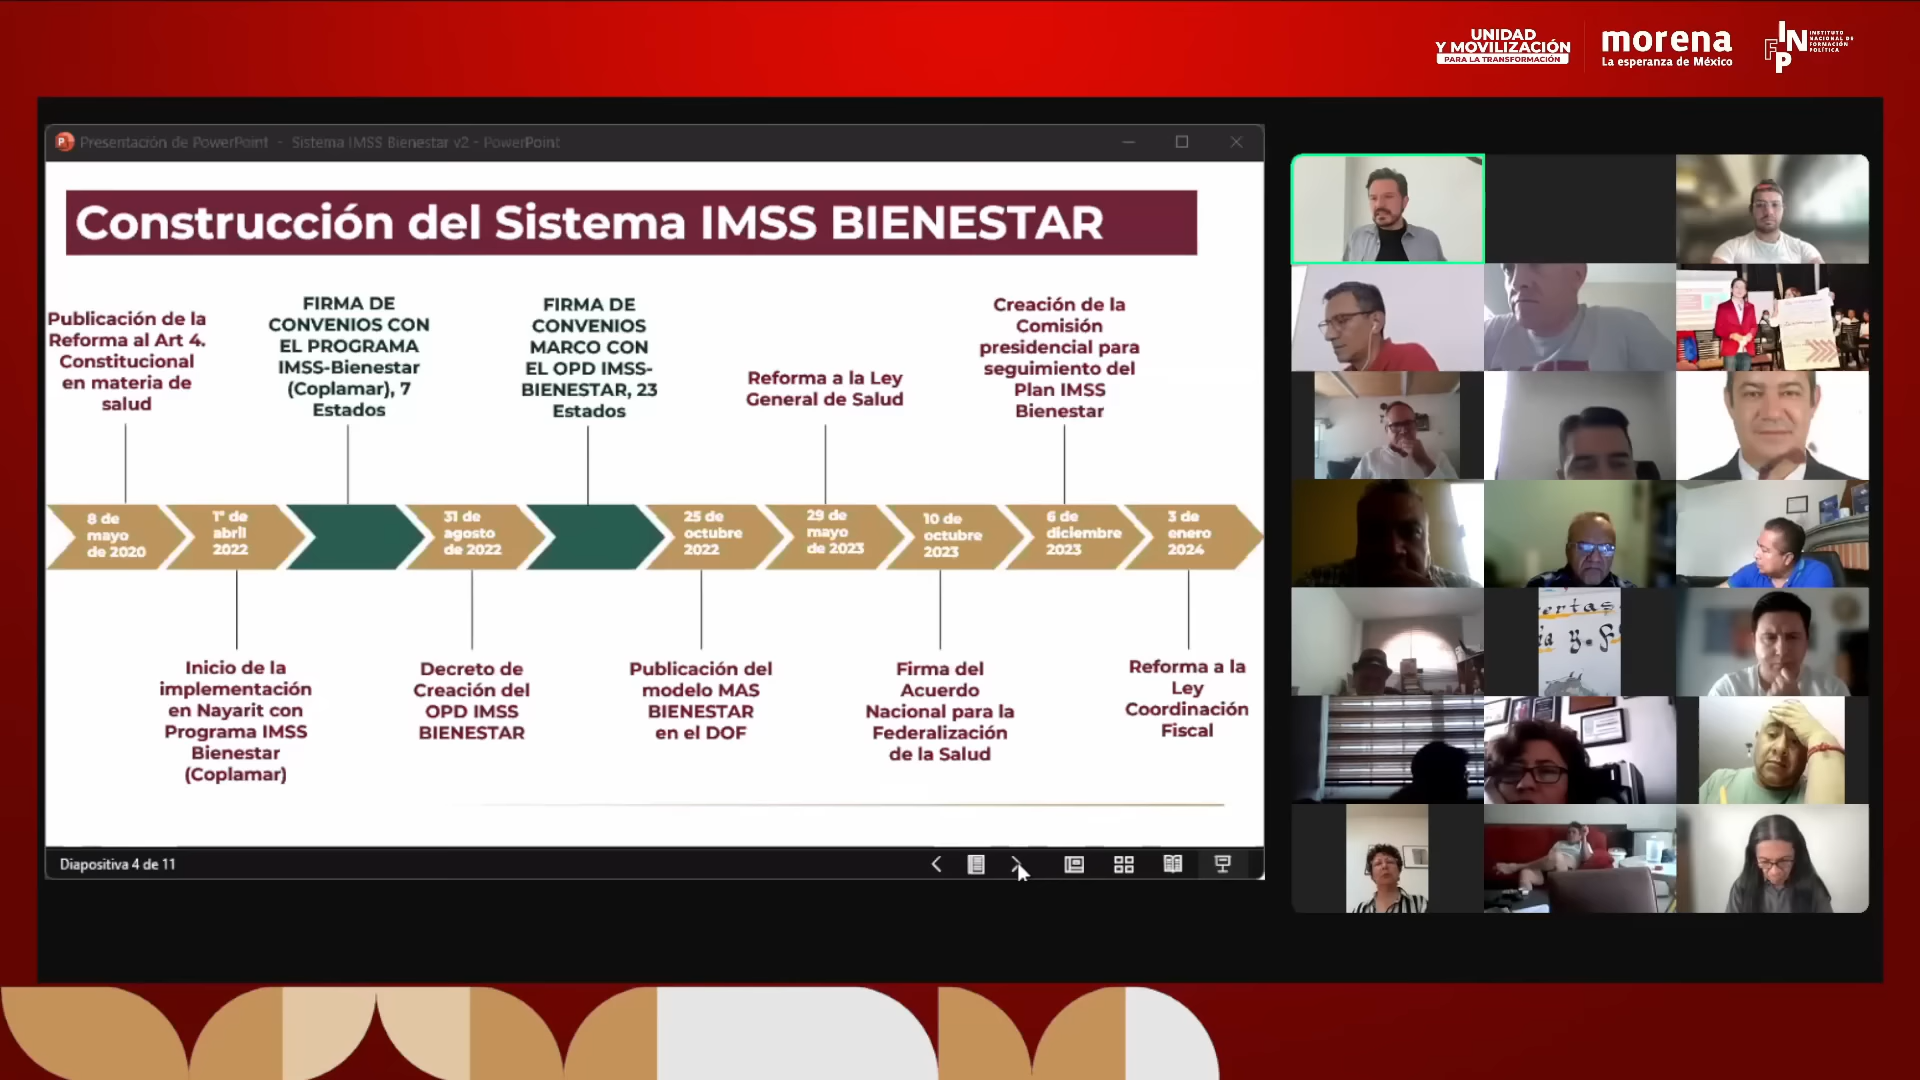 UNIDAD
Y MOVILIZACIÓN
PARA LA TRANSFORMACIÓN
morena
La esperanza de México
INFP
INSTITUTO
NACIONAL DE
FORMACIÓN
POLÍTICA
Presentación de PowerPoint - Sistema IMSS Bienestar v2 - PowerPoint
Construcción del Sistema IMSS BIENESTAR
Publicación de la
Reforma al Art 4.
Constitucional
en materia de
salud
FIRMA DE
CONVENIOS CON
EL PROGRAMA
IMSS-Bienestar
(Coplamar), 7
Estados
FIRMA DE
CONVENIOS
MARCO CON
EL OPD IMSS-
BIENESTAR, 23
Estados
Reforma a la Ley
General de Salud
Creación de la
Comisión
presidencial para
seguimiento del
Plan IMSS
Bienestar
8 de
mayo
de 2020
1° de
abril
2022
31 de
agosto
de 2022
25 de
octubre
2022
29 de
mayo
de 2023
10 de
octubre
2023
6 de
diciembre
2023
3 de
enero
2024
Inicio de la
implementación
en Nayarit con
Programa IMSS
Bienestar
(Coplamar)
Decreto de
Creación del
OPD IMSS
BIENESTAR
Publicación del
modelo MAS
BIENESTAR
en el DOF
Firma del
Acuerdo
Nacional para la
Federalización
de la Salud
Reforma a la
Ley
Coordinación
Fiscal
Diapositiva 4 de 11